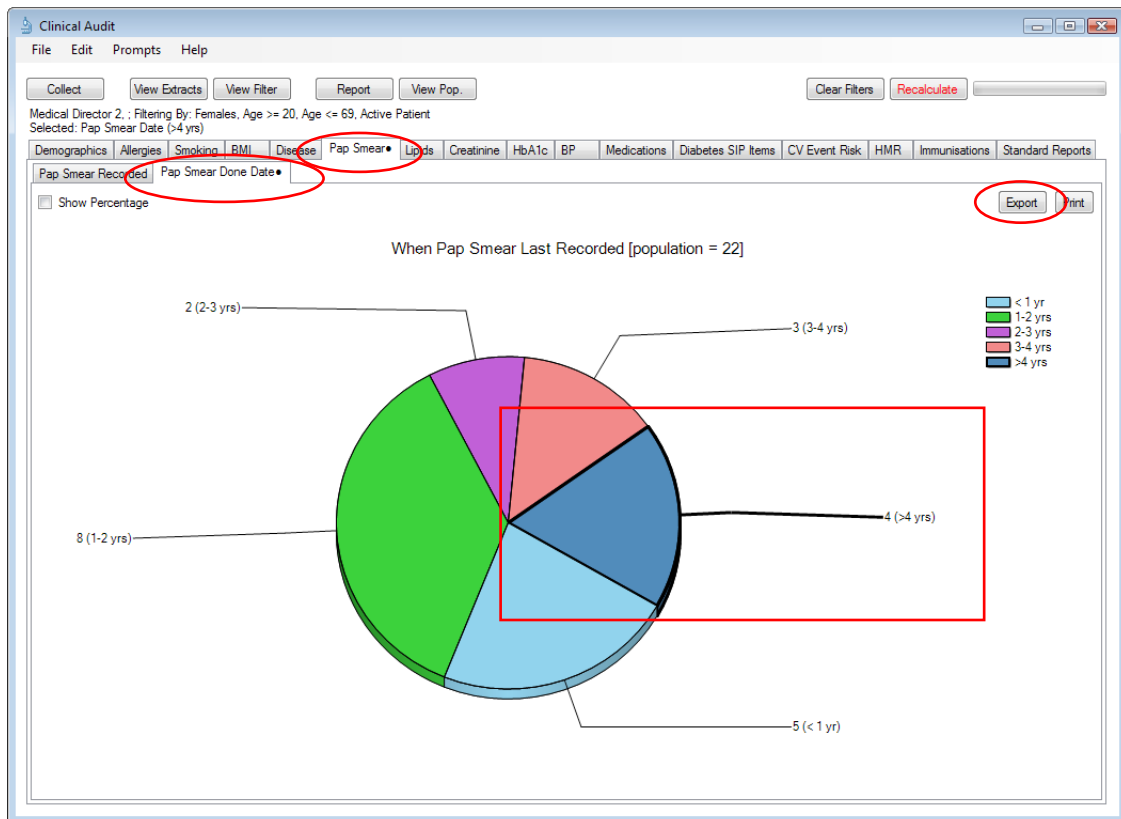 Clinical Audit
File Edit Prompts Help
Collect View Extracts View Filter Report View Pop. Clear Filters Recalculate
Medical Director 2, ; Filtering By: Females, Age >= 20, Age <= 69, Active Patient
Selected: Pap Smear Date (>4 yrs)
Demographics Allergies Smoking BMI Disease Pap Smear● Lipids Creatinine HbA1c BP Medications Diabetes SIP Items CV Event Risk HMR Immunisations Standard Reports
Pap Smear Recorded Pap Smear Done Date●
Show Percentage Export Print
When Pap Smear Last Recorded [population = 22]
2 (2-3 yrs)
3 (3-4 yrs)
< 1 yr
1-2 yrs
2-3 yrs
3-4 yrs
>4 yrs
4 (>4 yrs)
8 (1-2 yrs)
5 (< 1 yr)